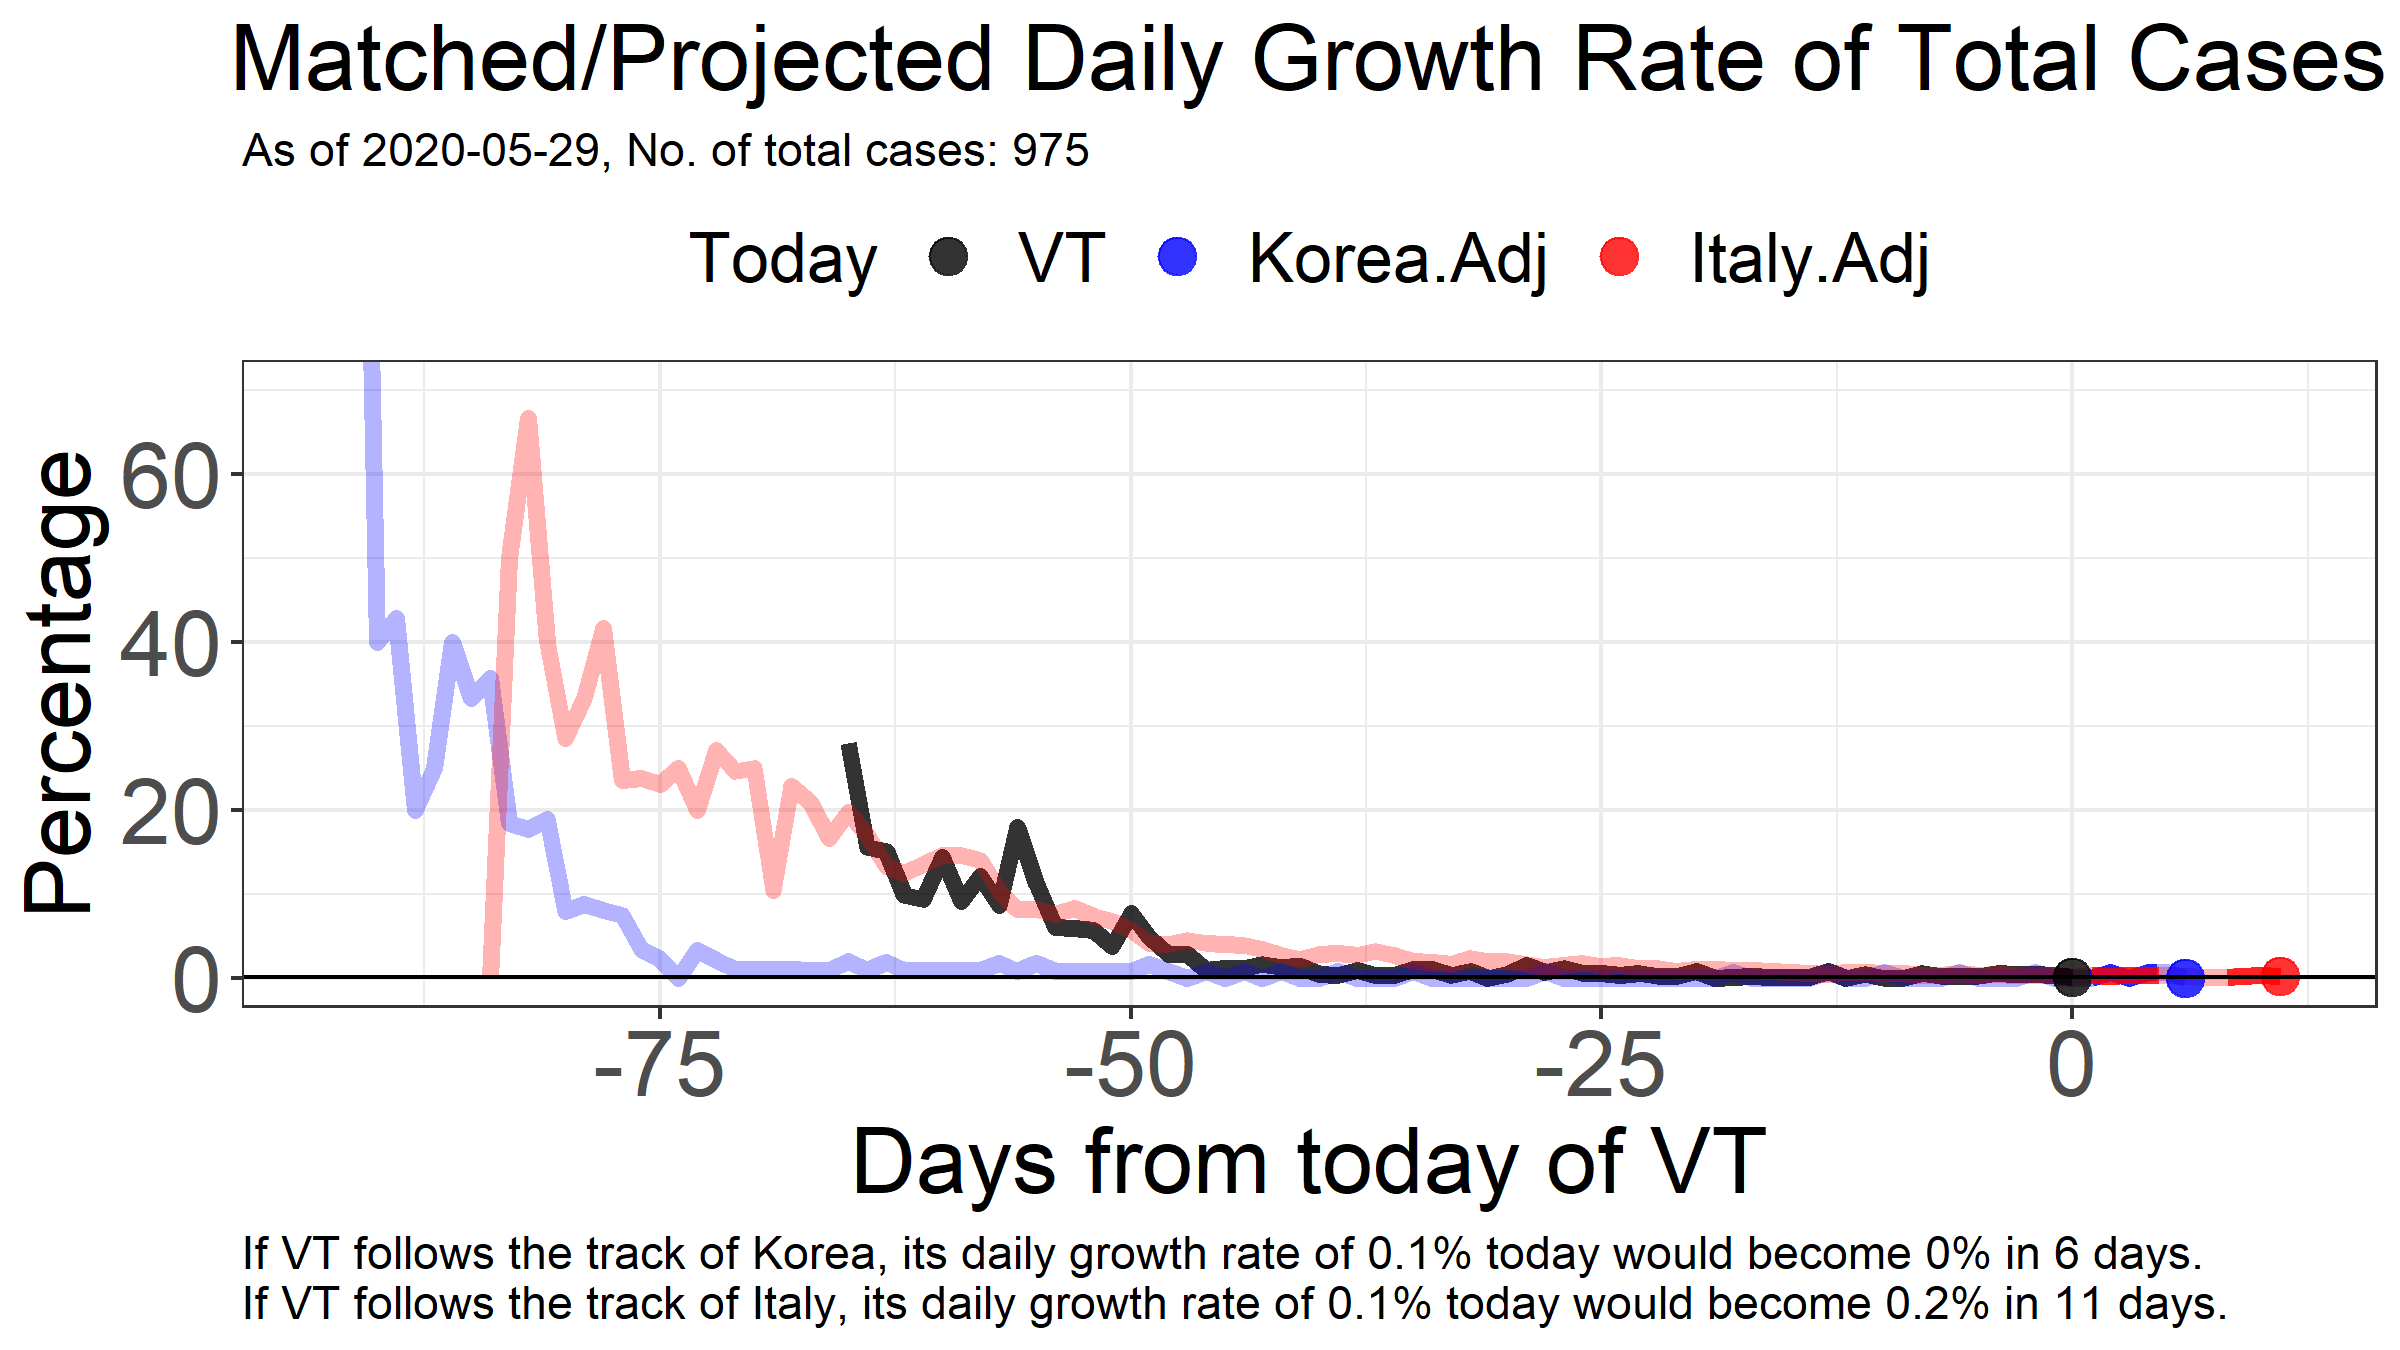 Matched/Projected Daily Growth Rate of Total Cases
As of 2020-05-29, No. of total cases: 975
Today VT Korea.Adj Italy.Adj
Percentage
60
40
20
0
-75 -50 -25 0
Days from today of VT
If VT follows the track of Korea, its daily growth rate of 0.1% today would become 0% in 6 days.
If VT follows the track of Italy, its daily growth rate of 0.1% today would become 0.2% in 11 days.